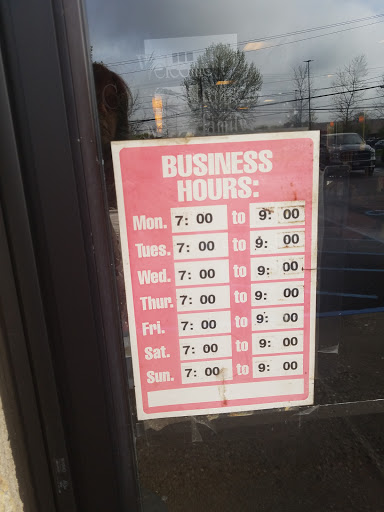 Welcome
BUSINESS
HOURS:
Mon. 7: 00 to 9: 00
Tues. 7: 00 to 9: 00
Wed. 7: 00 to 9: 00
Thur. 7: 00 to 9: 00
Fri. 7: 00 to 9: 00
Sat. 7: 00 to 9: 00
Sun. 7: 00 to 9: 00